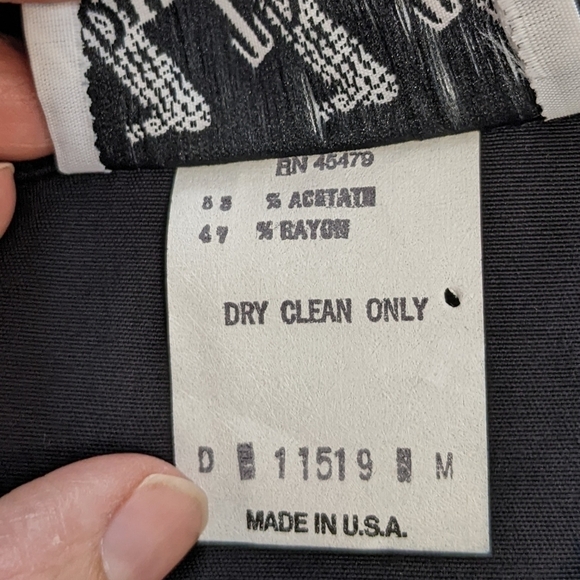 RN 45479
53 % ACETATE
47 % RAYON
DRY CLEAN ONLY
D 11519 M
MADE IN U.S.A.